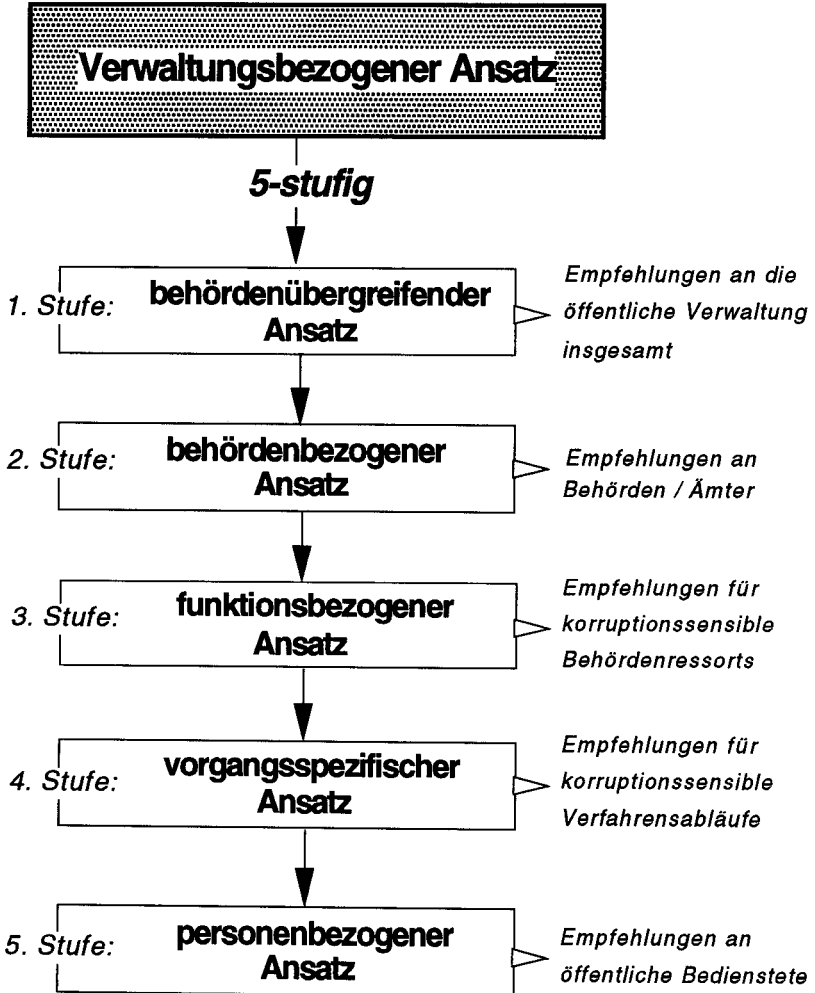 Verwaltungsbezogener Ansatz
5-stufig
1. Stufe:
behördenübergreifender
Ansatz
Empfehlungen an die
öffentliche Verwaltung
insgesamt
2. Stufe:
behördenbezogener
Ansatz
Empfehlungen an
Behörden / Ämter
3. Stufe:
funktionsbezogener
Ansatz
Empfehlungen für
korruptionssensible
Behördenressorts
4. Stufe:
vorgangsspezifischer
Ansatz
Empfehlungen für
korruptionssensible
Verfahrensabläufe
5. Stufe:
personenbezogener
Ansatz
Empfehlungen an
öffentliche Bedienstete